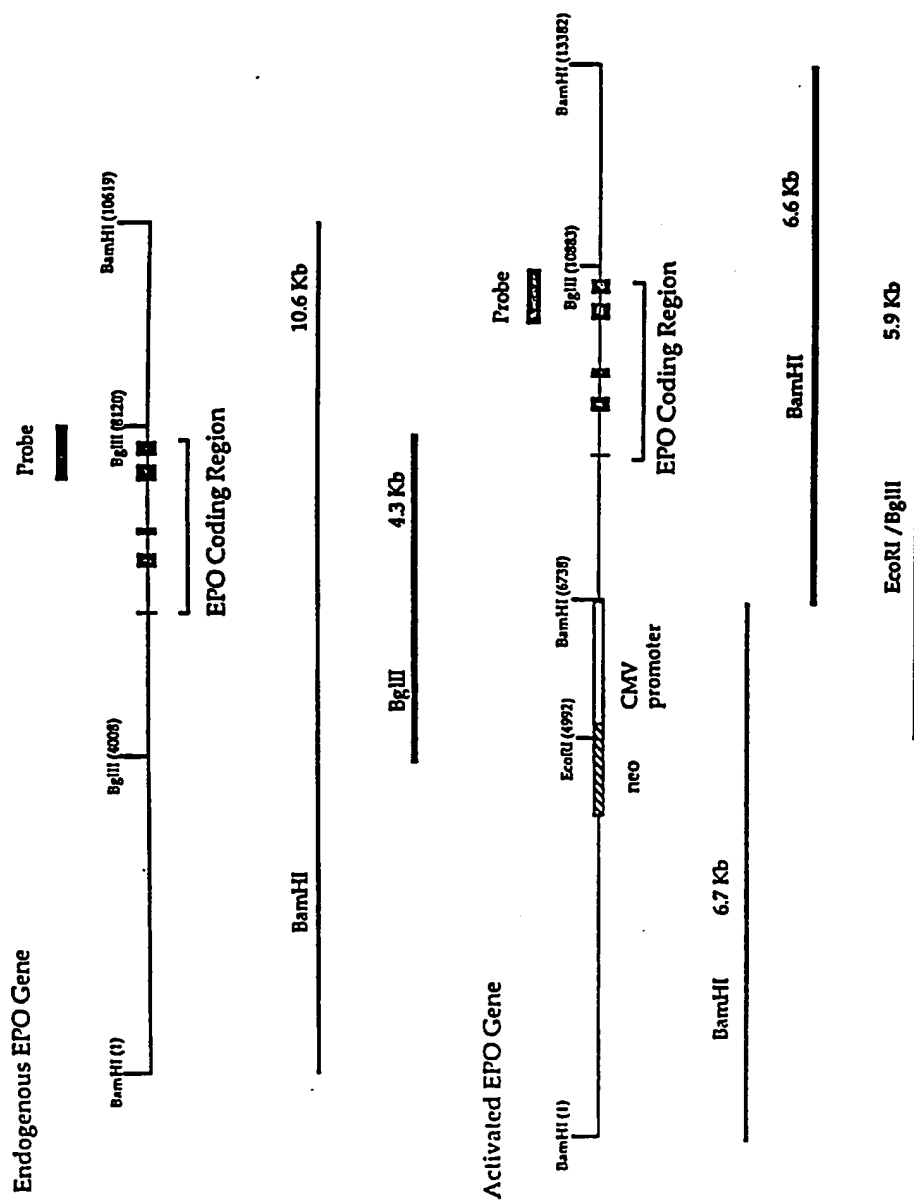 Endogenous EPO Gene
BamHI (1)
BglII (4008)
BglII (8120)
BamHI (10619)
Probe
EPO Coding Region
BamHI
10.6 Kb
BglII
4.3 Kb
Activated EPO Gene
BamHI (1)
EcoRI (4992)
BamHI (6738)
BglII (10883)
BamHI (13382)
Probe
neo
CMV
promoter
EPO Coding Region
BamHI
6.7 Kb
BamHI
6.6 Kb
EcoRI /BglII
5.9 Kb